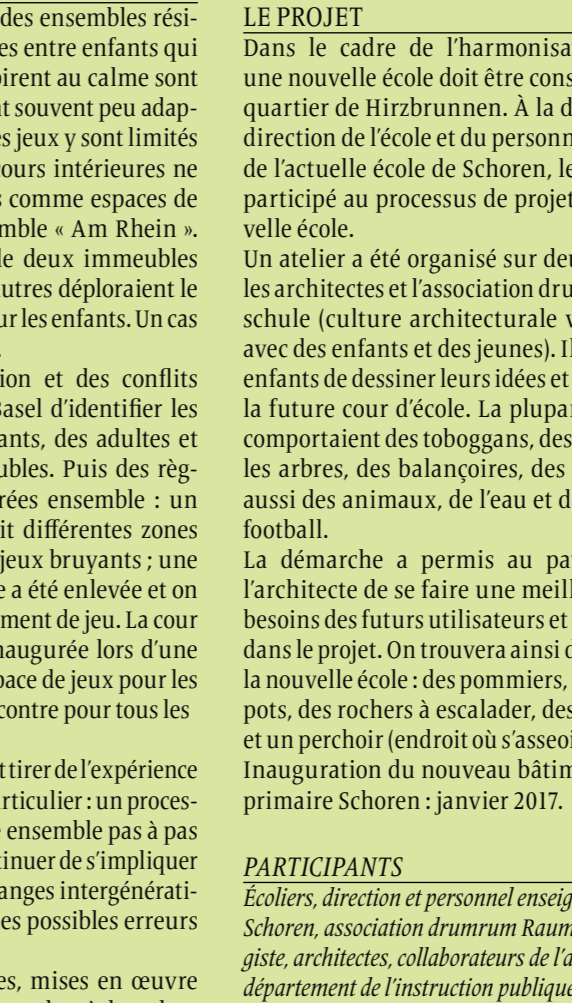 des ensembles rési-
es entre enfants qui
pirent au calme sont
nt souvent peu adap-
es jeux y sont limités
cours intérieures ne
s comme espaces de
mble « Am Rhein ».
de deux immeubles
utres déploraient le
ur les enfants. Un cas
ion et des conflits
Basel d'identifier les
ants, des adultes et
ubles. Puis des règ-
rées ensemble : un
it différentes zones
jeux bruyants ; une
e a été enlevée et on
ment de jeu. La cour
naugurée lors d'une
pace de jeux pour les
contre pour tous les
t tirer de l'expérience
articulier : un proces-
e ensemble pas à pas
tinuer de s'impliquer
anges intergénérati-
es possibles erreurs
es, mises en œuvre
LE PROJET
Dans le cadre de l'harmonisa
une nouvelle école doit être cons
quartier de Hirzbrunnen. À la d
direction de l'école et du personn
de l'actuelle école de Schoren, le
participé au processus de projet
velle école.
Un atelier a été organisé sur deu
les architectes et l'association dru
schule (culture architecturale v
avec des enfants et des jeunes). Il
enfants de dessiner leurs idées et
la future cour d'école. La plupa
comportaient des toboggans, des
les arbres, des balançoires, des
aussi des animaux, de l'eau et d
football.
La démarche a permis au pa
l'architecte de se faire une meill
besoins des futurs utilisateurs et
dans le projet. On trouvera ainsi d
la nouvelle école : des pommiers,
pots, des rochers à escalader, des
et un perchoir (endroit où s'asseoi
Inauguration du nouveau bâtim
primaire Schoren : janvier 2017.
PARTICIPANTS
Écoliers, direction et personnel enseig
Schoren, association drumrum Raum
giste, architectes, collaborateurs de l'a
département de l'instruction publique